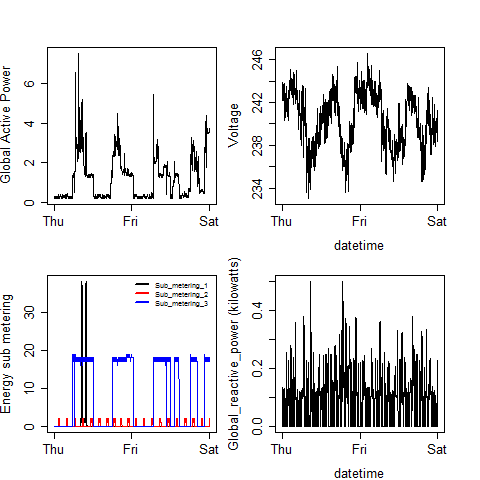 Global Active Power
0 2 4 6
Thu Fri Sat
Voltage
234 238 242 246
Thu Fri Sat
datetime
Energy sub metering
0 10 20 30
Sub_metering_1
Sub_metering_2
Sub_metering_3
Thu Fri Sat
Global_reactive_power (kilowatts)
0.0 0.2 0.4
Thu Fri Sat
datetime